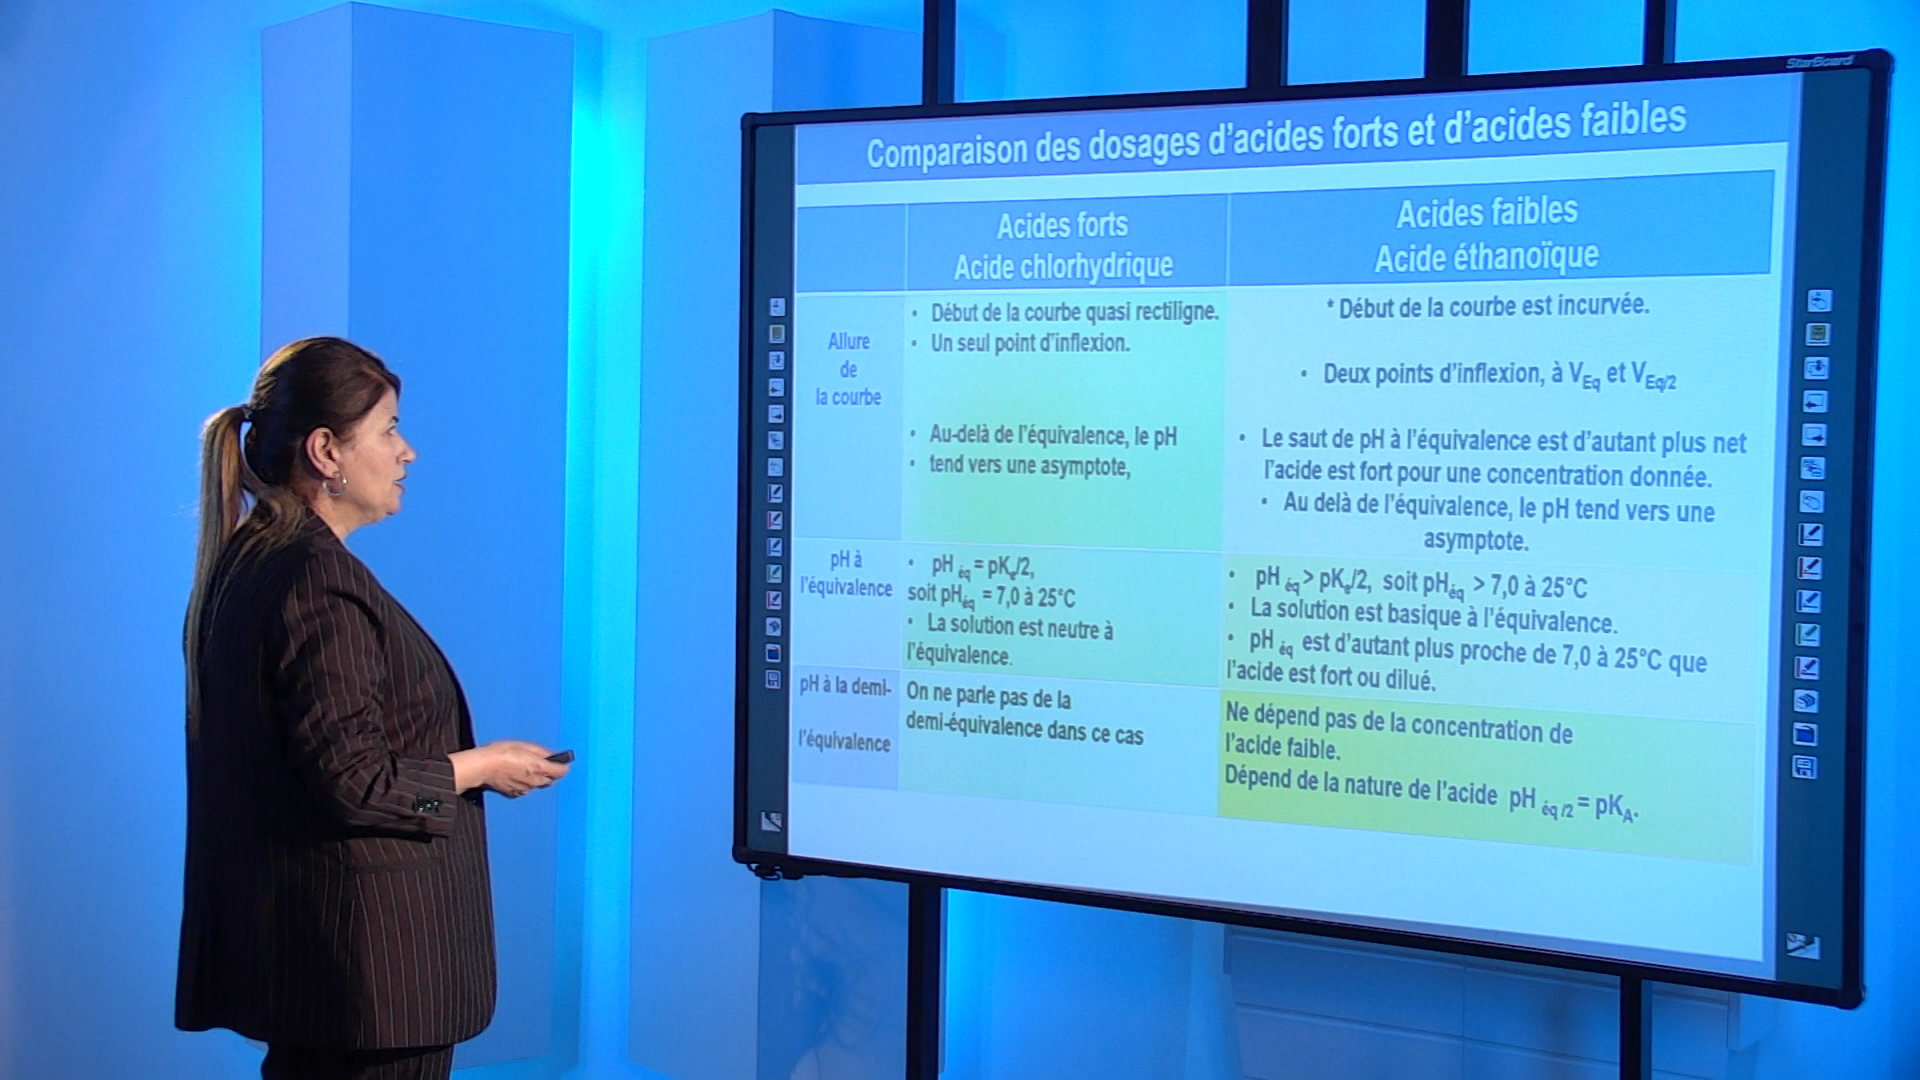 StarBoard
Comparaison des dosages d'acides forts et d'acides faibles
Acides forts
Acide chlorhydrique
Acides faibles
Acide éthanoïque
Allure
de
la courbe
• Début de la courbe quasi rectiligne.
• Un seul point d'inflexion.
• Au-delà de l'équivalence, le pH
• tend vers une asymptote,
* Début de la courbe est incurvée.
• Deux points d'inflexion, à VEq et VEq/2
• Le saut de pH à l'équivalence est d'autant plus net
l'acide est fort pour une concentration donnée.
• Au delà de l'équivalence, le pH tend vers une
asymptote.
pH à
l'équivalence
• pH éq = pKe/2,
soit pHéq = 7,0 à 25°C
• La solution est neutre à
l'équivalence.
• pH éq > pKe/2, soit pHéq > 7,0 à 25°C
• La solution est basique à l'équivalence.
• pH éq est d'autant plus proche de 7,0 à 25°C que
l'acide est fort ou dilué.
pH à la demi-
l'équivalence
On ne parle pas de la
demi-équivalence dans ce cas
Ne dépend pas de la concentration de
l'acide faible.
Dépend de la nature de l'acide pH éq /2 = pKA.